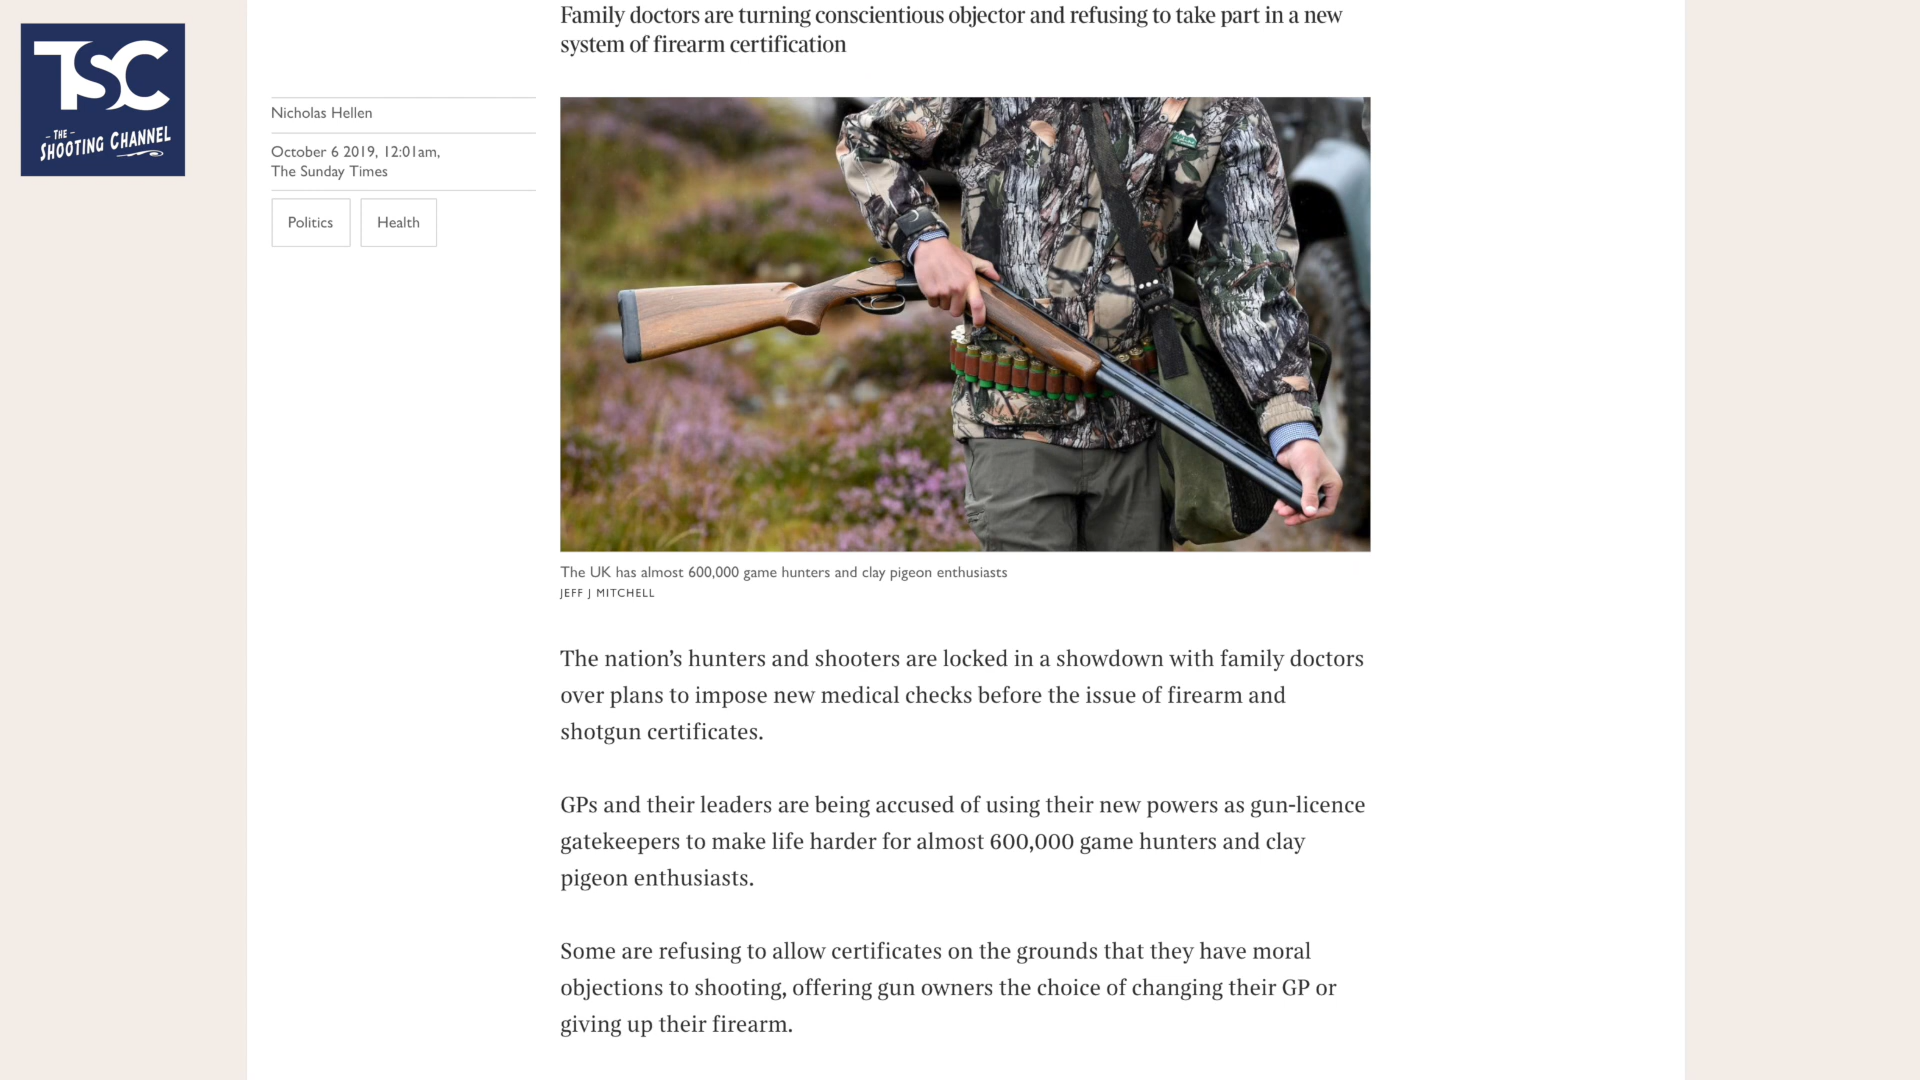 TSC
- THE -
SHOOTING CHANNEL
Family doctors are turning conscientious objector and refusing to take part in a new
system of firearm certification
Nicholas Hellen
October 6 2019, 12:01am,
The Sunday Times
Politics
Health
The UK has almost 600,000 game hunters and clay pigeon enthusiasts
JEFF J MITCHELL
The nation’s hunters and shooters are locked in a showdown with family doctors
over plans to impose new medical checks before the issue of firearm and
shotgun certificates.
GPs and their leaders are being accused of using their new powers as gun-licence
gatekeepers to make life harder for almost 600,000 game hunters and clay
pigeon enthusiasts.
Some are refusing to allow certificates on the grounds that they have moral
objections to shooting, offering gun owners the choice of changing their GP or
giving up their firearm.